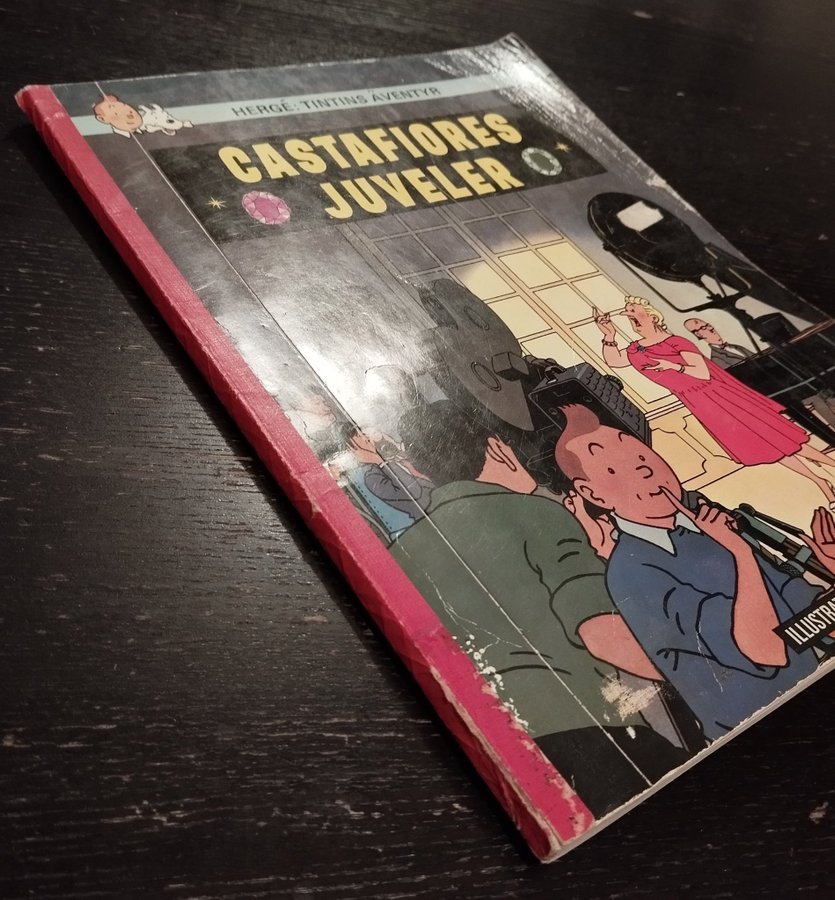 HERGÉ: TINTINS ÄVENTYR
CASTAFIORES
JUVELER